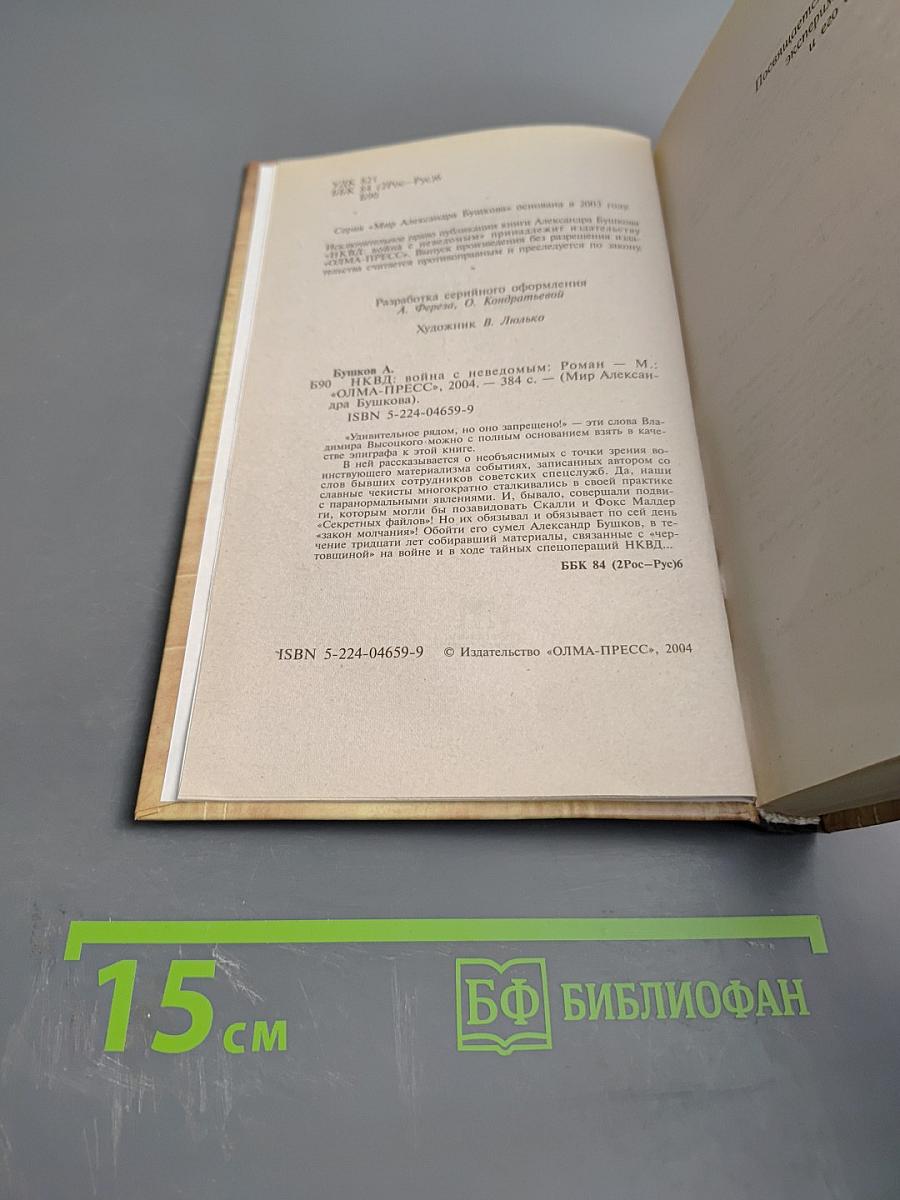 УДК 821
ББК 84 (2Рос—Рус)6
Б90
Серия «Мир Александра Бушкова» основана в 2003 году
Исключительное право публикации книги Александра Бушкова
«НКВД: война с неведомым» принадлежит издательству
«ОЛМА-ПРЕСС». Выпуск произведения без разрешения изда-
тельства считается противоправным и преследуется по закону.
Разработка серийного оформления
А. Фереза, О. Кондратьевой
Художник В. Люлько
Бушков А.
Б90 НКВД: война с неведомым: Роман — М.:
«ОЛМА-ПРЕСС», 2004. — 384 с. — (Мир Алексан-
дра Бушкова).
ISBN 5-224-04659-9
«Удивительное рядом, но оно запрещено!» — эти слова Вла-
димира Высоцкого можно с полным основанием взять в каче-
стве эпиграфа к этой книге.
В ней рассказывается о необъяснимых с точки зрения во-
инствующего материализма событиях, записанных автором со
слов бывших сотрудников советских спецслужб. Да, наши
славные чекисты многократно сталкивались в своей практике
с паранормальными явлениями. И, бывало, совершали подви-
ги, которым могли бы позавидовать Скалли и Фокс Малдер
«Секретных файлов»! Но их обязывал и обязывает по сей день
«закон молчания»! Обойти его сумел Александр Бушков, в те-
чение тридцати лет собиравший материалы, связанные с «чер-
товщиной» на войне и в ходе тайных спецопераций НКВД...
ББК 84 (2Рос—Рус)6
ISBN 5-224-04659-9 © Издательство «ОЛМА-ПРЕСС», 2004
Посвящается
и его
15 см
БФ БИБЛИОФАН